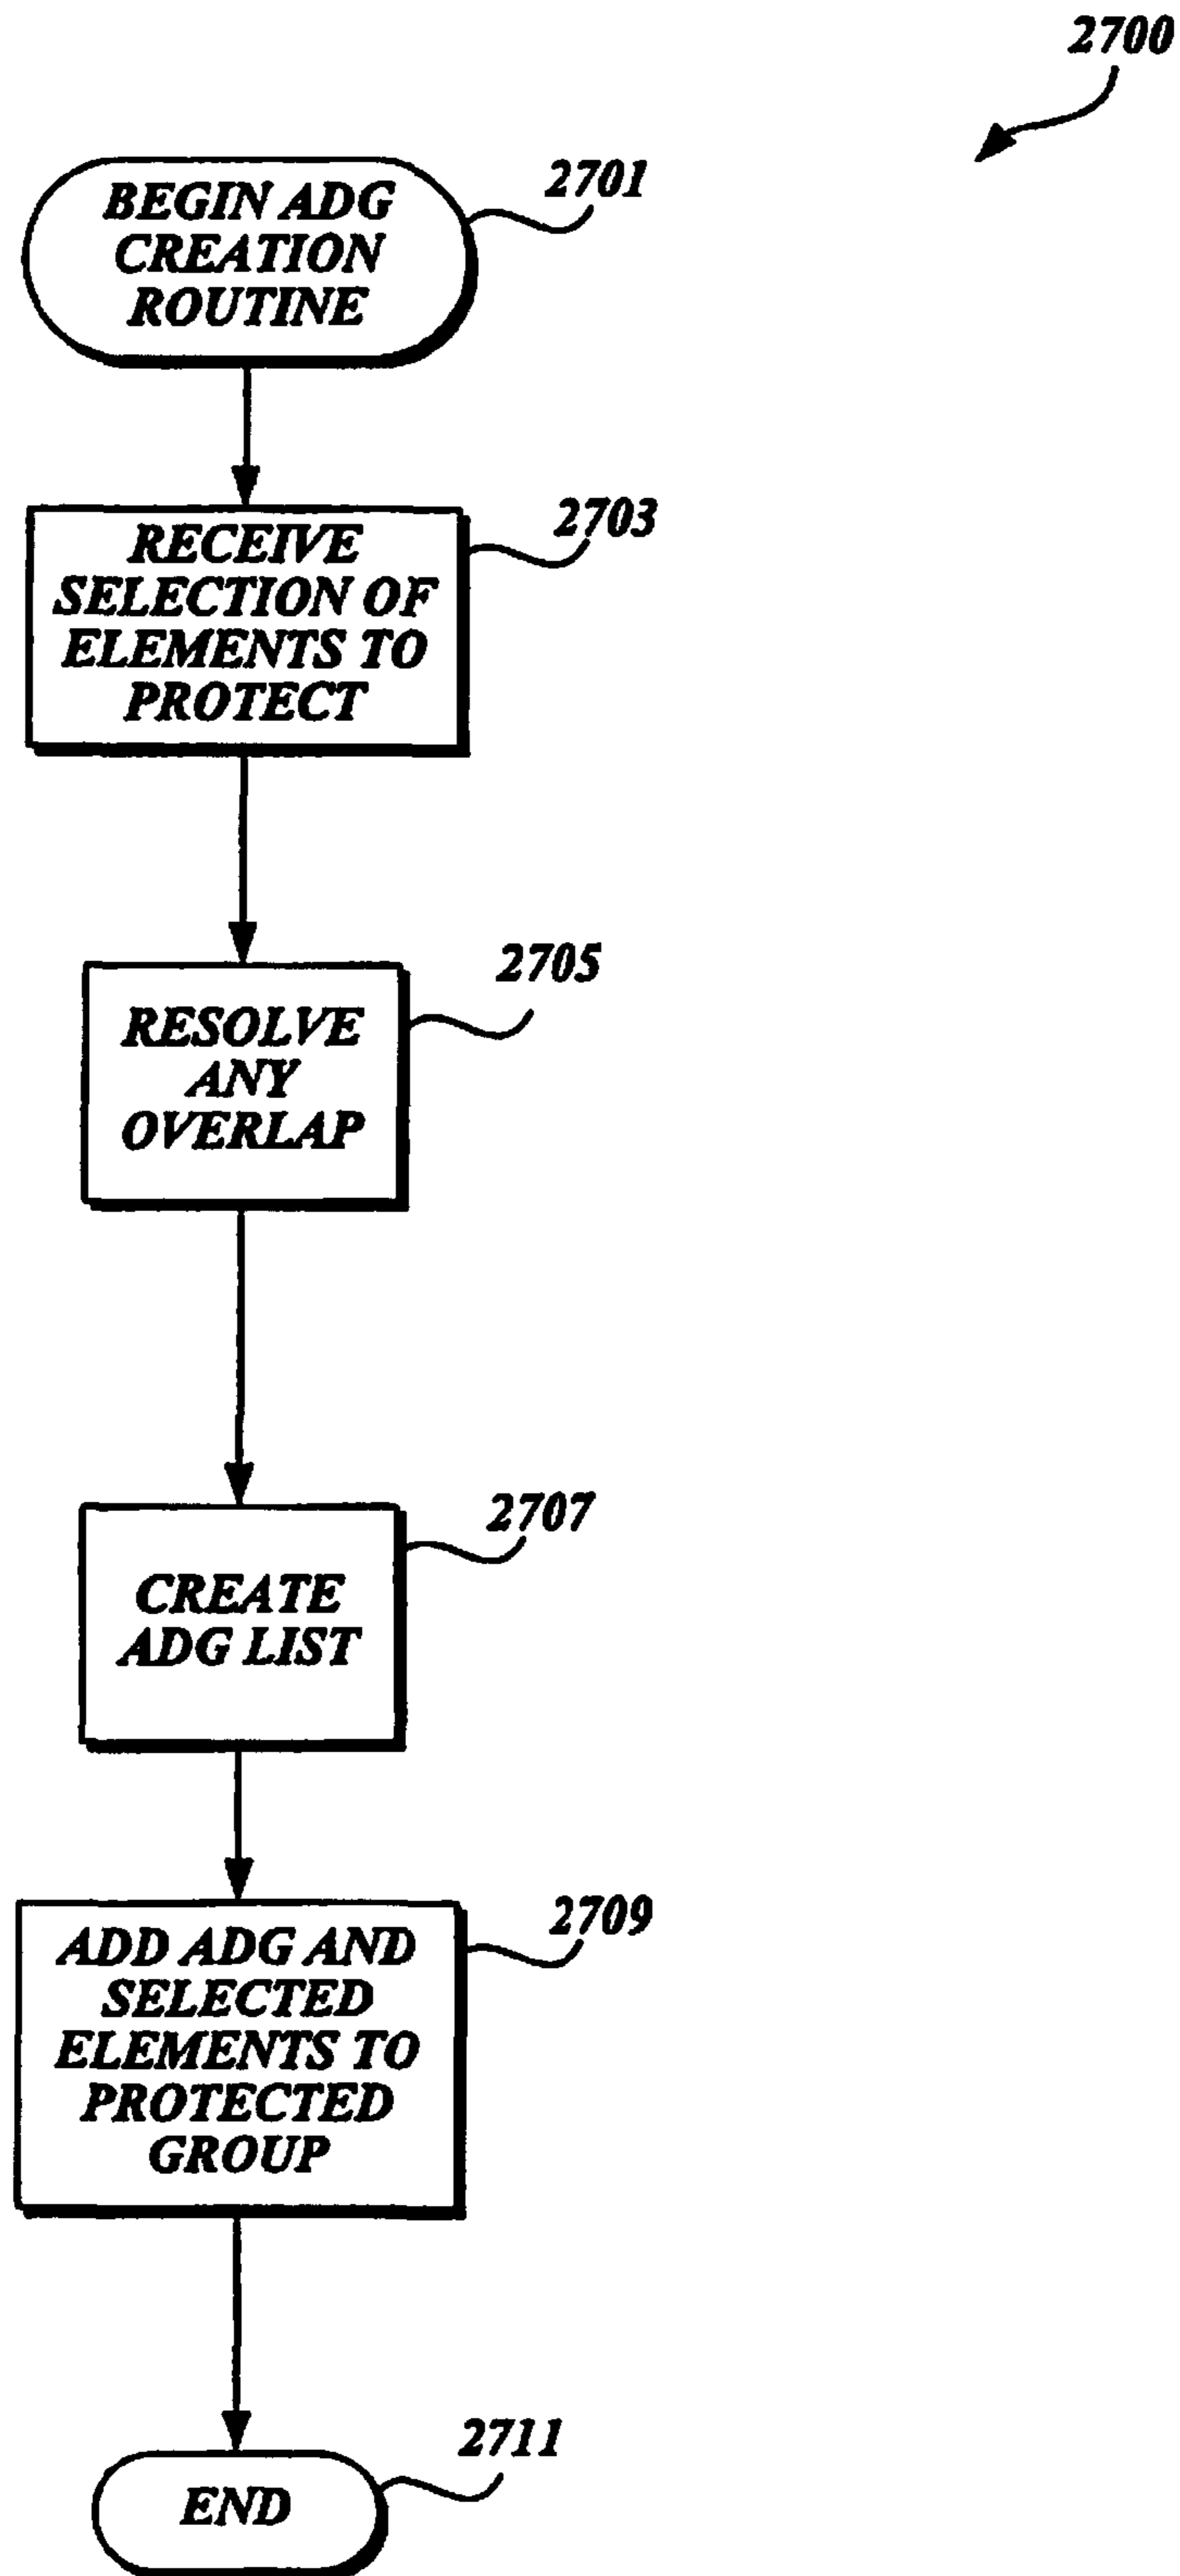 2700
BEGIN ADG
CREATION
ROUTINE
2701
RECEIVE
SELECTION OF
ELEMENTS TO
PROTECT
2703
RESOLVE
ANY
OVERLAP
2705
CREATE
ADG LIST
2707
ADD ADG AND
SELECTED
ELEMENTS TO
PROTECTED
GROUP
2709
END
2711